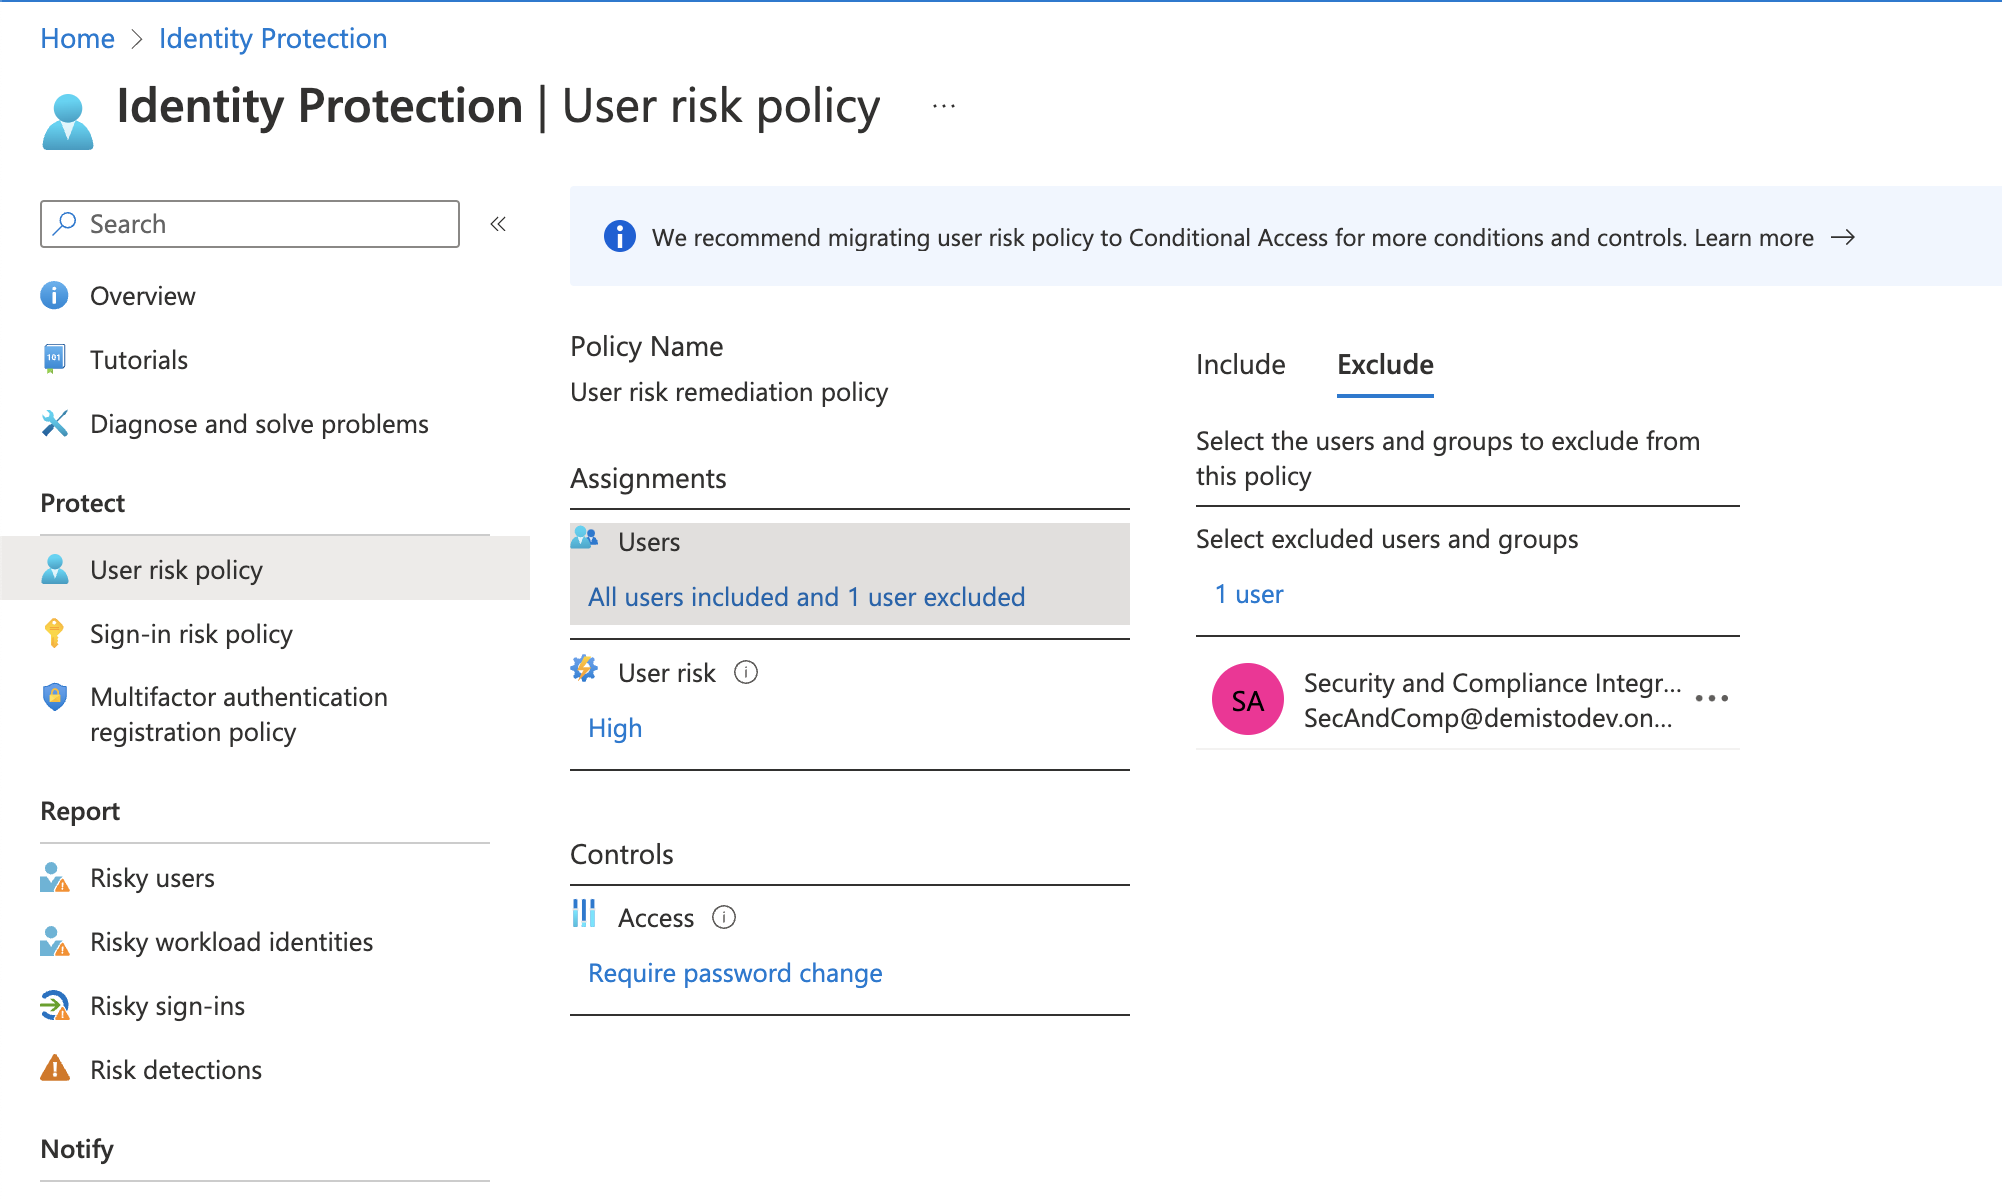 Home > Identity Protection
Identity Protection | User risk policy ...
Search «
Overview
Tutorials
Diagnose and solve problems
Protect
User risk policy
Sign-in risk policy
Multifactor authentication
registration policy
Report
Risky users
Risky workload identities
Risky sign-ins
Risk detections
Notify
We recommend migrating user risk policy to Conditional Access for more conditions and controls. Learn more →
Policy Name
User risk remediation policy
Assignments
Users
All users included and 1 user excluded
User risk
High
Controls
Access
Require password change
Include Exclude
Select the users and groups to exclude from
this policy
Select excluded users and groups
1 user
SA
Security and Compliance Integr...
SecAndComp@demistodev.on...